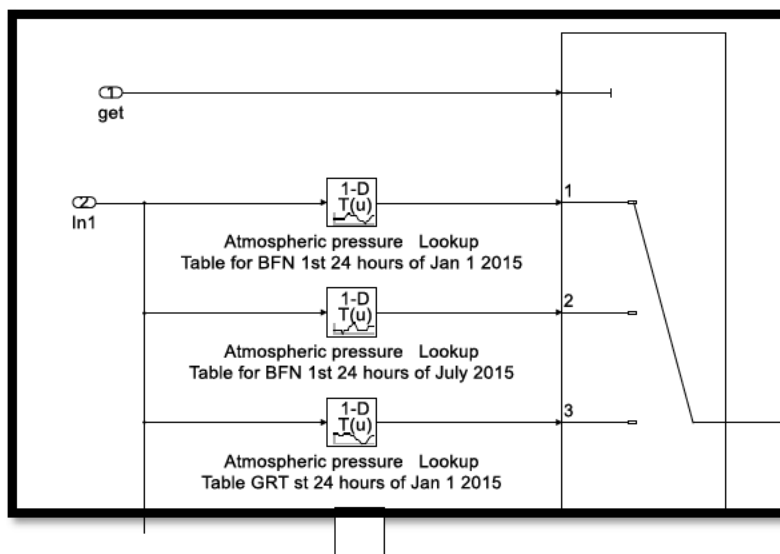 1
get
2
In1
1-D
T(u)
1
Atmospheric pressure Lookup
Table for BFN 1st 24 hours of Jan 1 2015
1-D
T(u)
2
Atmospheric pressure Lookup
Table for BFN 1st 24 hours of July 2015
1-D
T(u)
3
Atmospheric pressure Lookup
Table GRT st 24 hours of Jan 1 2015